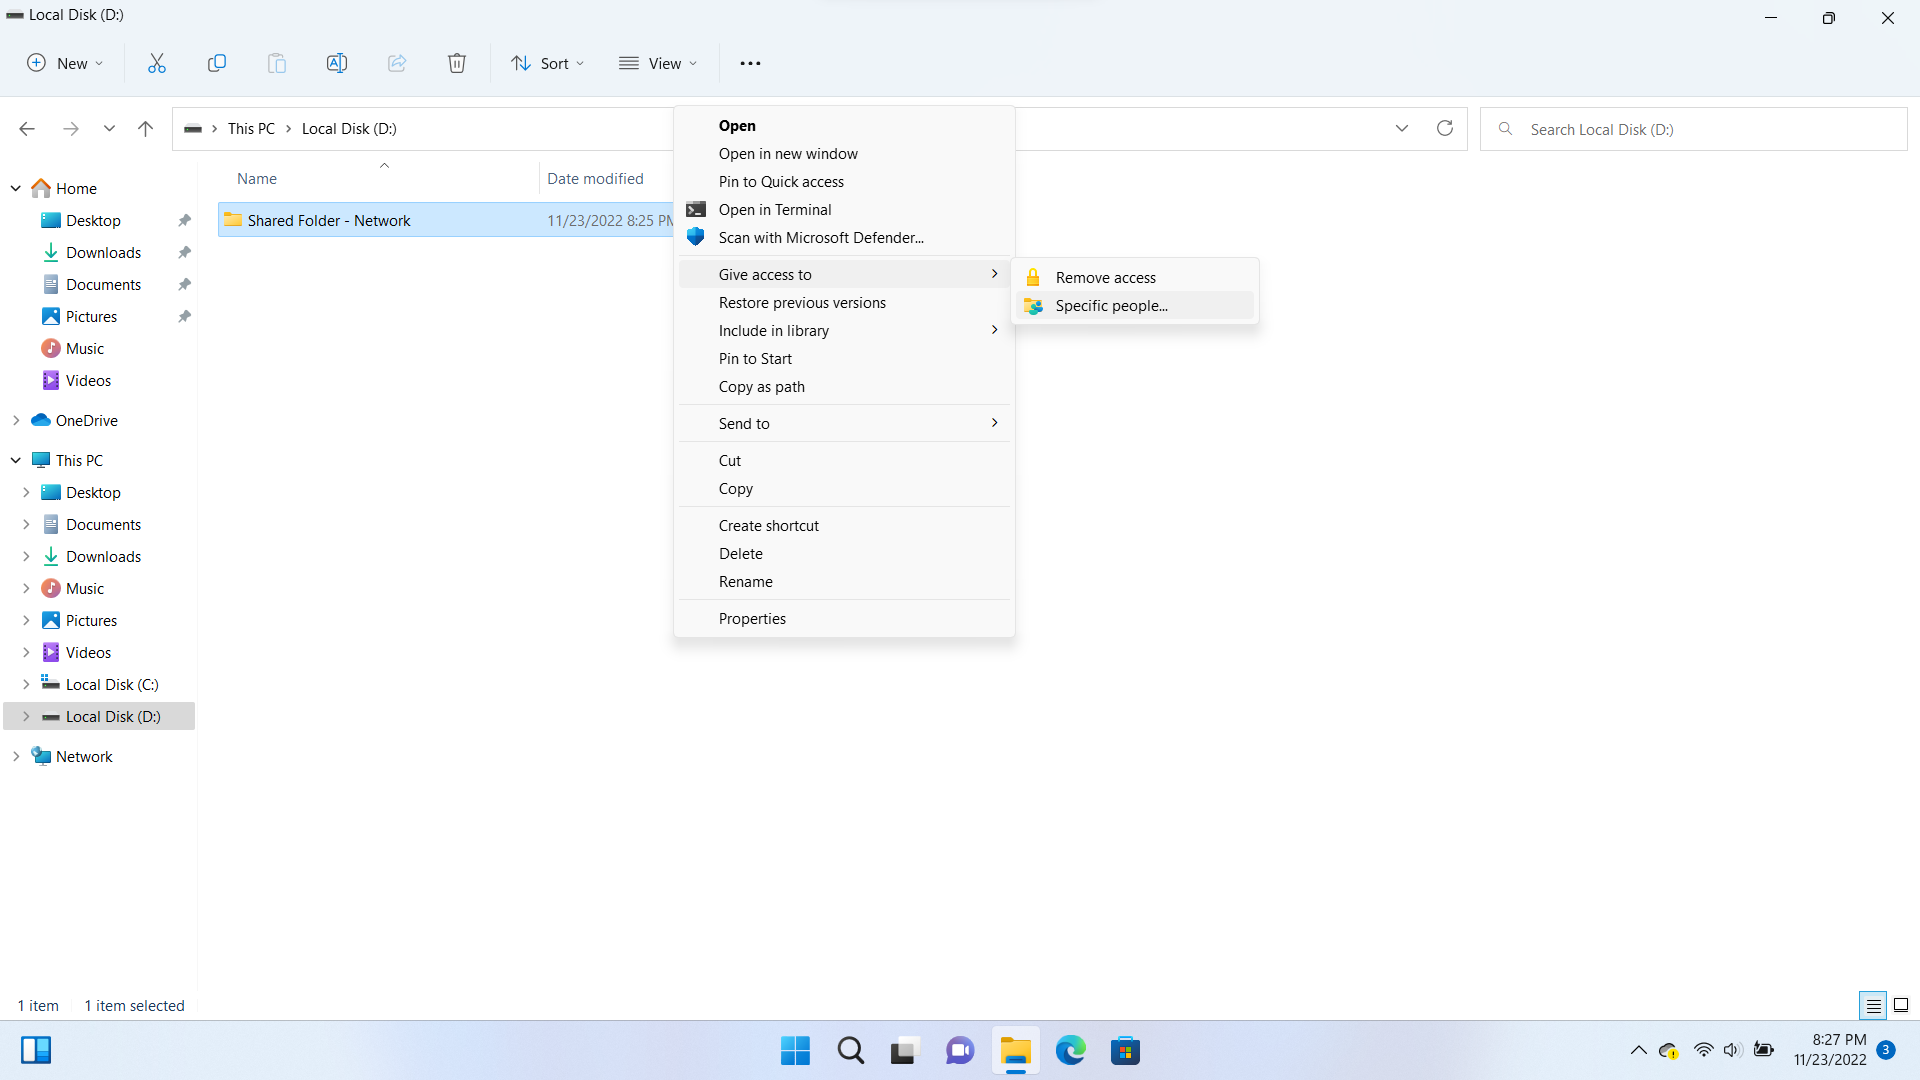 Local Disk (D:)
New
Sort
View
This PC
Local Disk (D:)
Search Local Disk (D:)
Home
Desktop
Downloads
Documents
Pictures
Music
Videos
OneDrive
This PC
Desktop
Documents
Downloads
Music
Pictures
Videos
Local Disk (C:)
Local Disk (D:)
Network
Name
Date modified
Shared Folder - Network
11/23/2022 8:25 PM
Open
Open in new window
Pin to Quick access
Open in Terminal
Scan with Microsoft Defender...
Give access to
Restore previous versions
Include in library
Pin to Start
Copy as path
Send to
Cut
Copy
Create shortcut
Delete
Rename
Properties
Remove access
Specific people...
1 item
1 item selected
8:27 PM
11/23/2022
3